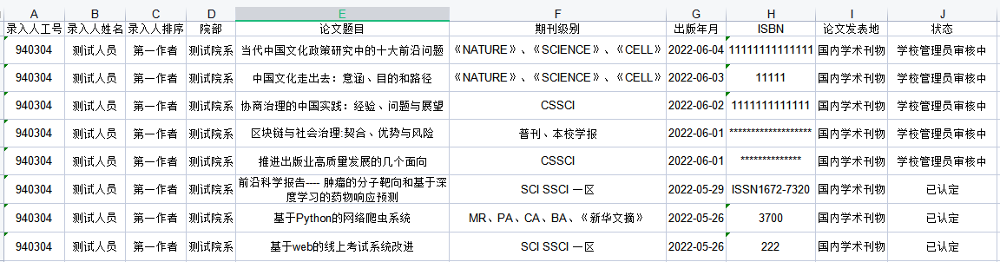 A B C D E F G H I J
录入人工号 录入人姓名 录入人排序 院部 论文题目 期刊级别 出版年月 ISBN 论文发表地 状态
940304 测试人员 第一作者 测试院系 当代中国文化政策研究中的十大前沿问题 《NATURE》、《SCIENCE》、《CELL》 2022-06-04 11111111111111 国内学术刊物 学校管理员审核中
940304 测试人员 第一作者 测试院系 中国文化走出去：意涵、目的和路径 《NATURE》、《SCIENCE》、《CELL》 2022-06-03 11111 国内学术刊物 学校管理员审核中
940304 测试人员 第一作者 测试院系 协商治理的中国实践：经验、问题与展望 CSSCI 2022-06-02 1111111111111 国内学术刊物 学校管理员审核中
940304 测试人员 第一作者 测试院系 区块链与社会治理:契合、优势与风险 普刊、本校学报 2022-06-01 ******************* 国内学术刊物 学校管理员审核中
940304 测试人员 第一作者 测试院系 推进出版业高质量发展的几个面向 CSSCI 2022-06-01 ************** 国内学术刊物 学校管理员审核中
940304 测试人员 第一作者 测试院系 前沿科学报告---- 肿瘤的分子靶向和基于深 SCI SSCI 一区 2022-05-29 ISSN1672-7320 国内学术刊物 已认定
度学习的药物响应预测
940304 测试人员 第一作者 测试院系 基于Python的网络爬虫系统 MR、PA、CA、BA、《新华文摘》 2022-05-26 3700 国内学术刊物 已认定
940304 测试人员 第一作者 测试院系 基于web的线上考试系统改进 SCI SSCI 一区 2022-05-26 222 国内学术刊物 已认定